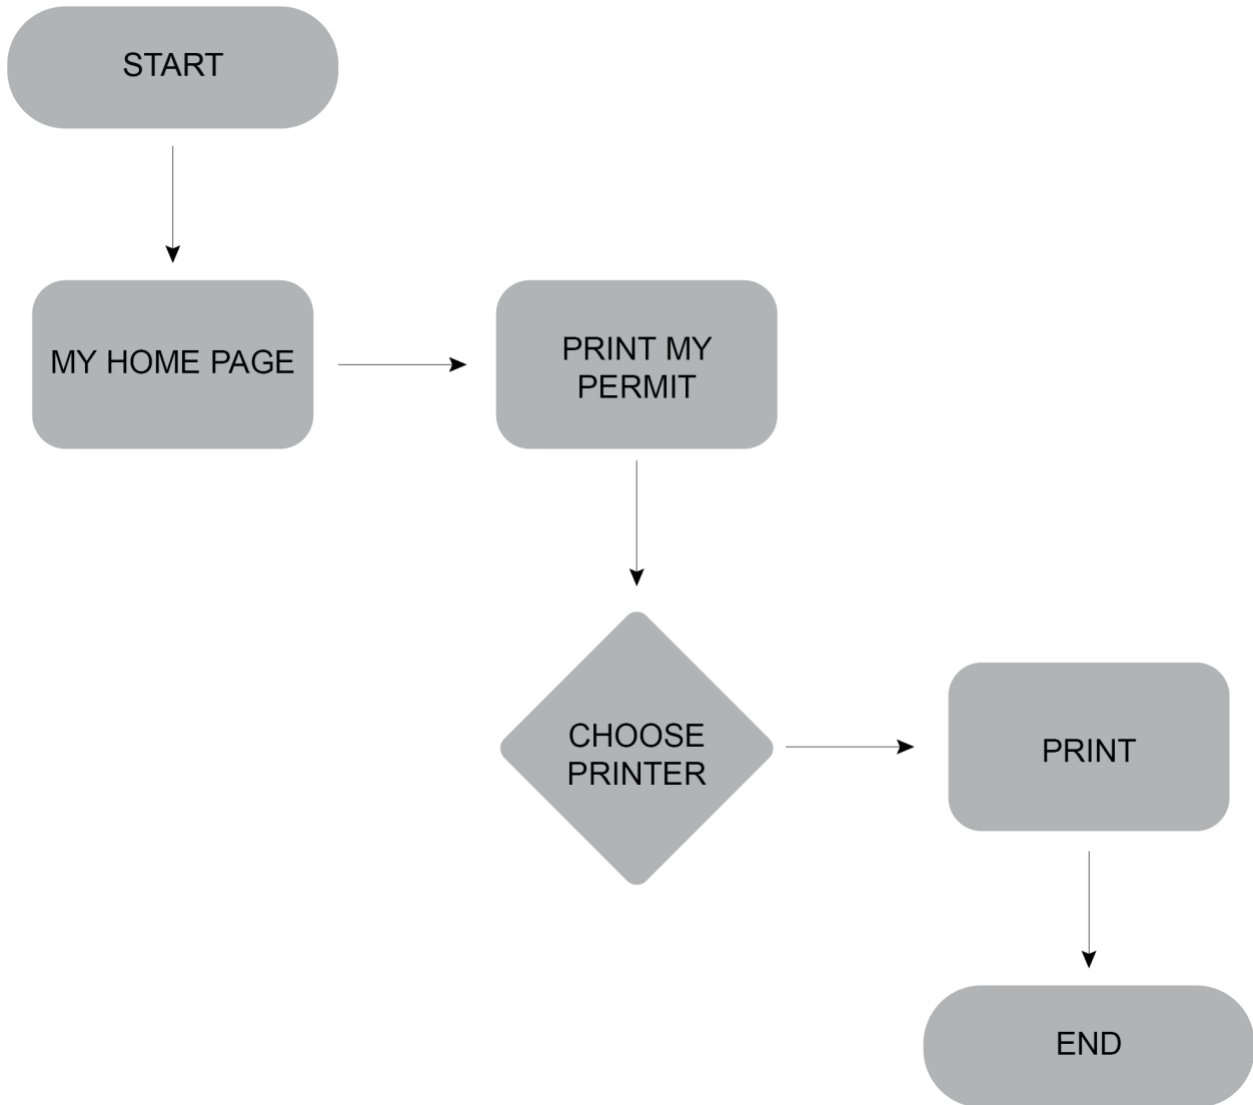 START
MY HOME PAGE
PRINT MY
PERMIT
CHOOSE
PRINTER
PRINT
END